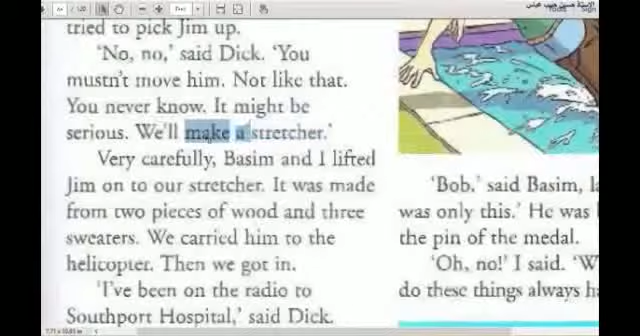 tried to pick Jim up.
'No, no,' said Dick. 'You
mustn't move him. Not like that.
You never know. It might be
serious. We'll make a stretcher.'
Very carefully, Basim and I lifted
Jim on to our stretcher. It was made
from two pieces of wood and three
sweaters. We carried him to the
helicopter. Then we got in.
'I've been on the radio to
Southport Hospital,' said Dick.
'Bob,' said Basim, la
was only this.' He was
the pin of the medal.
'Oh, no!' I said. 'W
do these things always ha